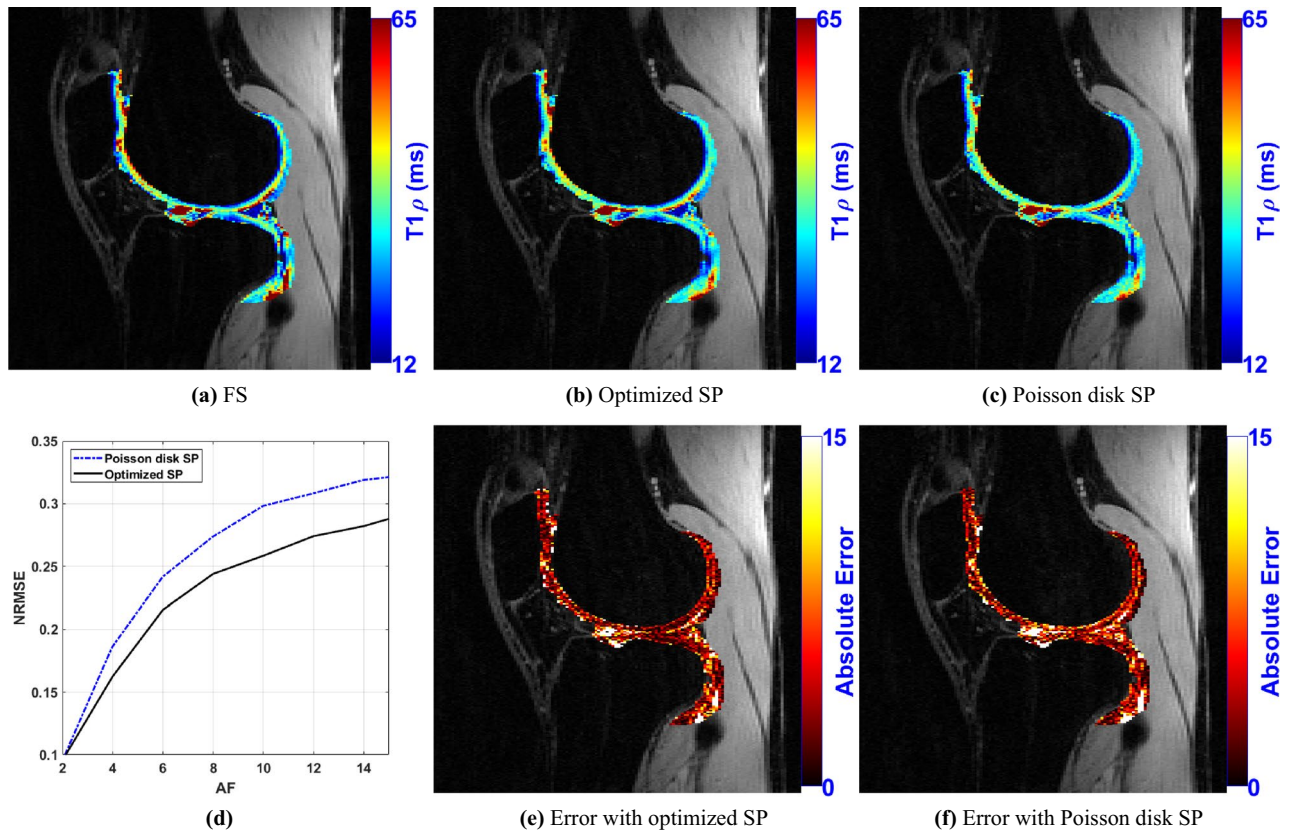 65
T1ρ (ms)
12
(a) FS
65
T1ρ (ms)
12
(b) Optimized SP
65
T1ρ (ms)
12
(c) Poisson disk SP
0.35
0.3
0.25
0.2
0.15
0.1
NRMSE
Poisson disk SP
Optimized SP
2 4 6 8 10 12 14
AF
(d)
15
Absolute Error
0
(e) Error with optimized SP
15
Absolute Error
0
(f) Error with Poisson disk SP